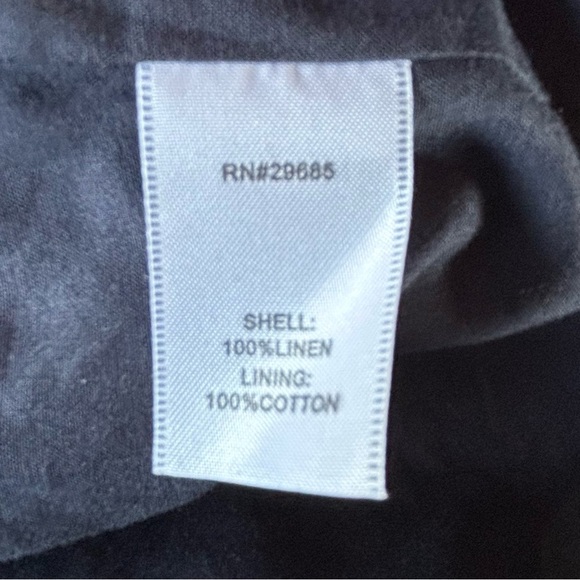 RN#29685
SHELL:
100%LINEN
LINING:
100%COTTON